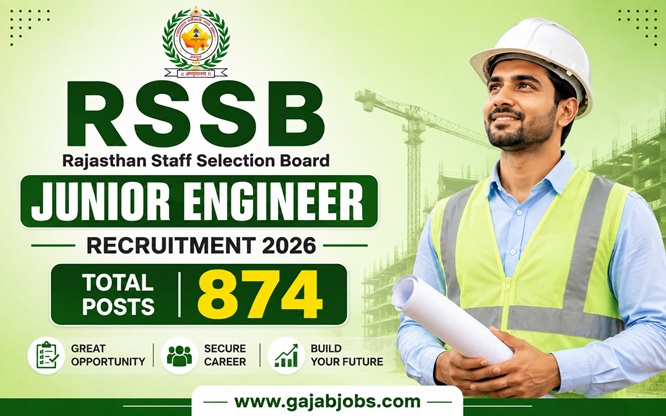 RSSB
Rajasthan Staff Selection Board
JUNIOR ENGINEER
RECRUITMENT 2026
TOTAL
POSTS
874
GREAT
OPPORTUNITY
SECURE
CAREER
BUILD
YOUR FUTURE
www.gajabjobs.com